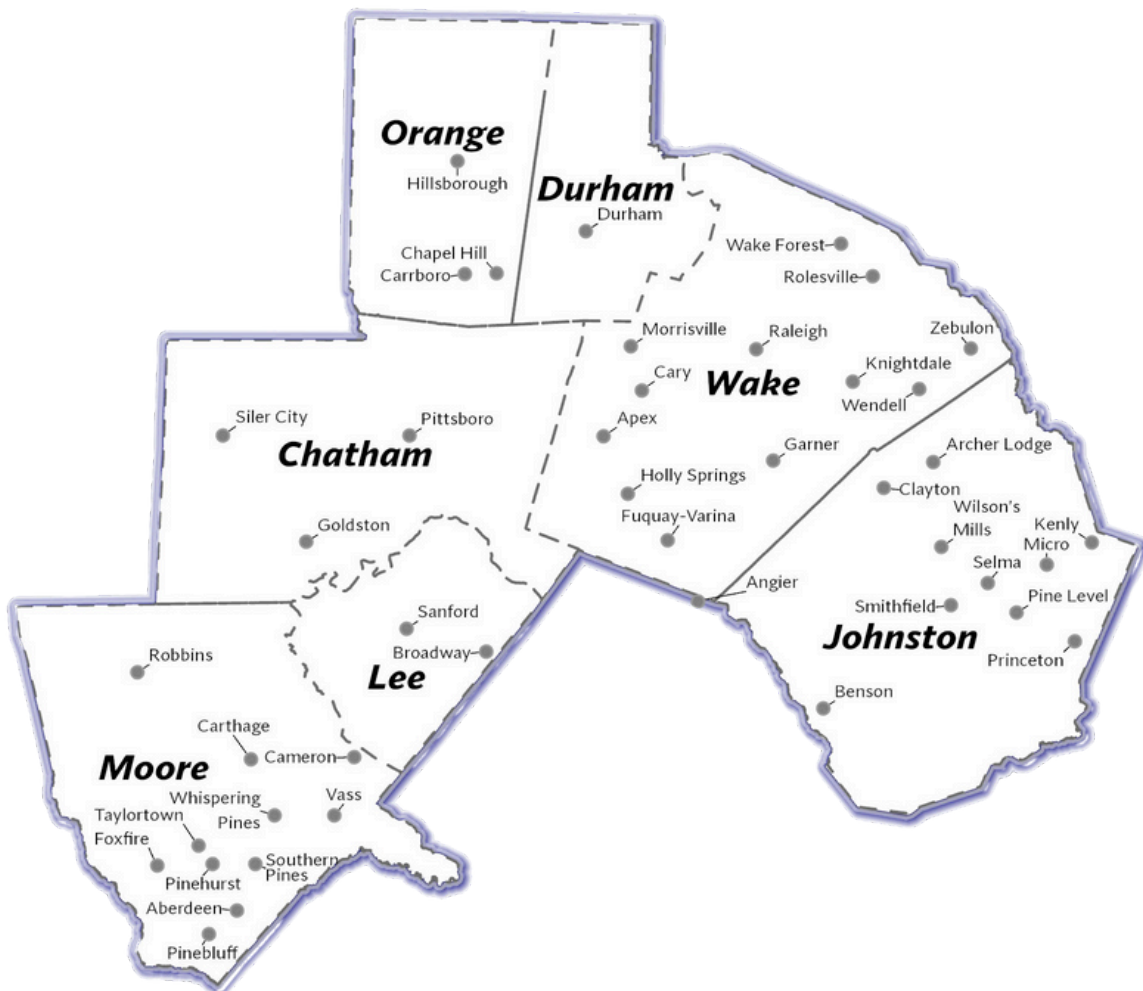 Orange
Hillsborough
Durham
Durham
Chapel Hill
Carrboro
Wake Forest
Rolesville
Morrisville
Raleigh
Zebulon
Cary
Wake
Knightdale
Wendell
Apex
Siler City
Pittsboro
Chatham
Garner
Archer Lodge
Holly Springs
Clayton
Fuquay-Varina
Wilson's
Mills
Kenly
Micro
Goldston
Selma
Angier
Smithfield
Pine Level
Sanford
Broadway
Johnston
Princeton
Robbins
Lee
Benson
Carthage
Cameron
Moore
Whispering
Pines
Vass
Taylortown
Foxfire
Pinehurst
Southern
Pines
Aberdeen
Pinebluff